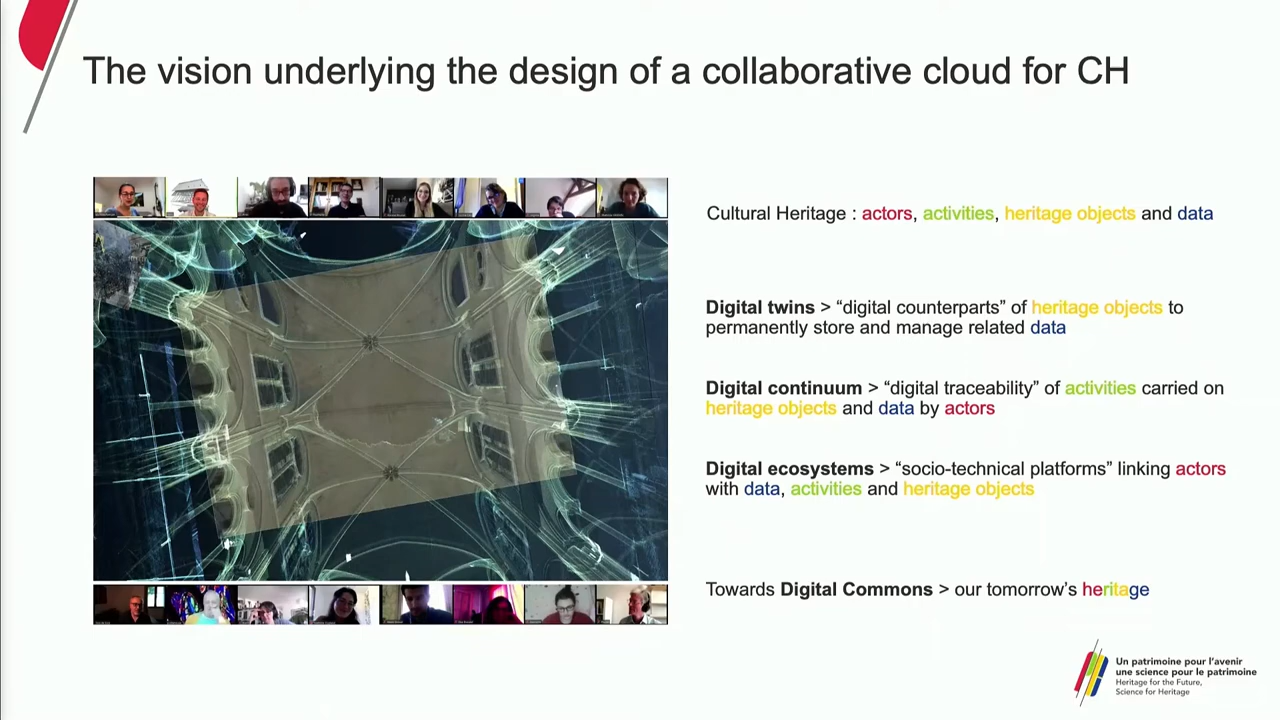 The vision underlying the design of a collaborative cloud for CH
Cultural Heritage : actors, activities, heritage objects and data
Digital twins > “digital counterparts” of heritage objects to
permanently store and manage related data
Digital continuum > “digital traceability” of activities carried on
heritage objects and data by actors
Digital ecosystems > “socio-technical platforms” linking actors
with data, activities and heritage objects
Towards Digital Commons > our tomorrow’s heritage
Un patrimoine pour l’avenir
une science pour le patrimoine
Heritage for the Future,
Science for Heritage